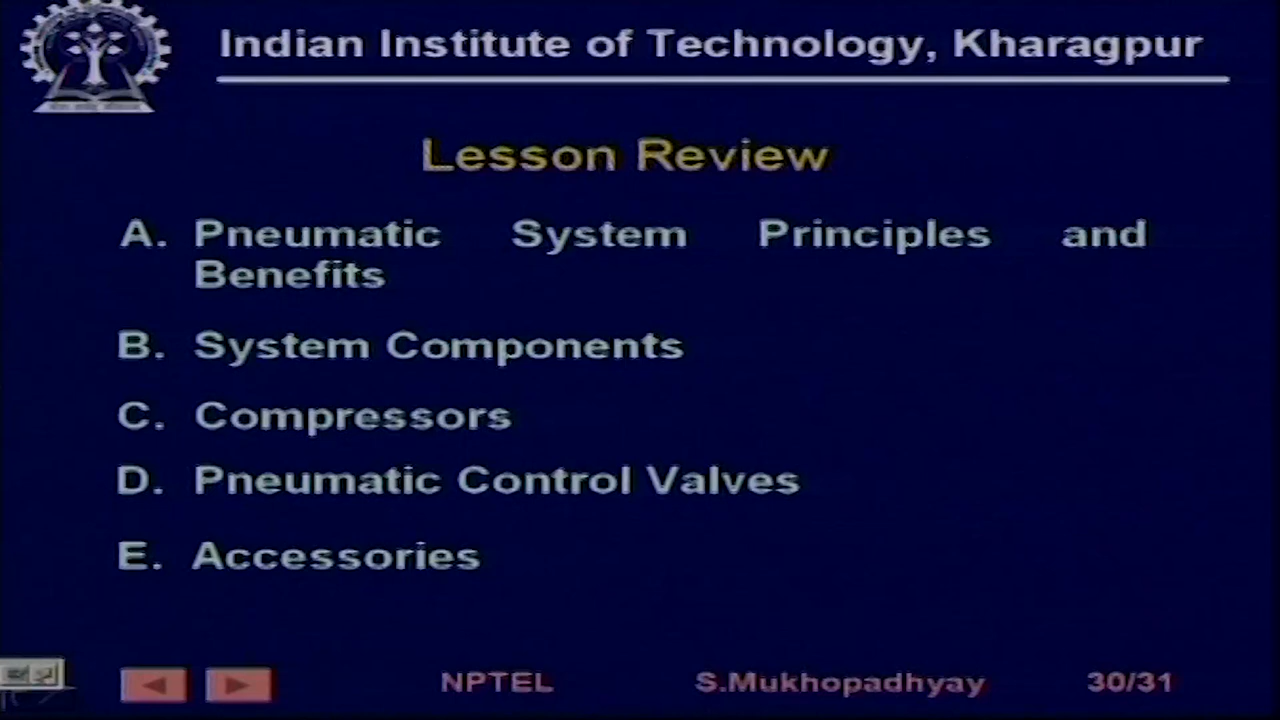 Indian Institute of Technology, Kharagpur
Lesson Review
A. Pneumatic System Principles and
Benefits
B. System Components
C. Compressors
D. Pneumatic Control Valves
E. Accessories
NPTEL S.Mukhopadhyay 30/31